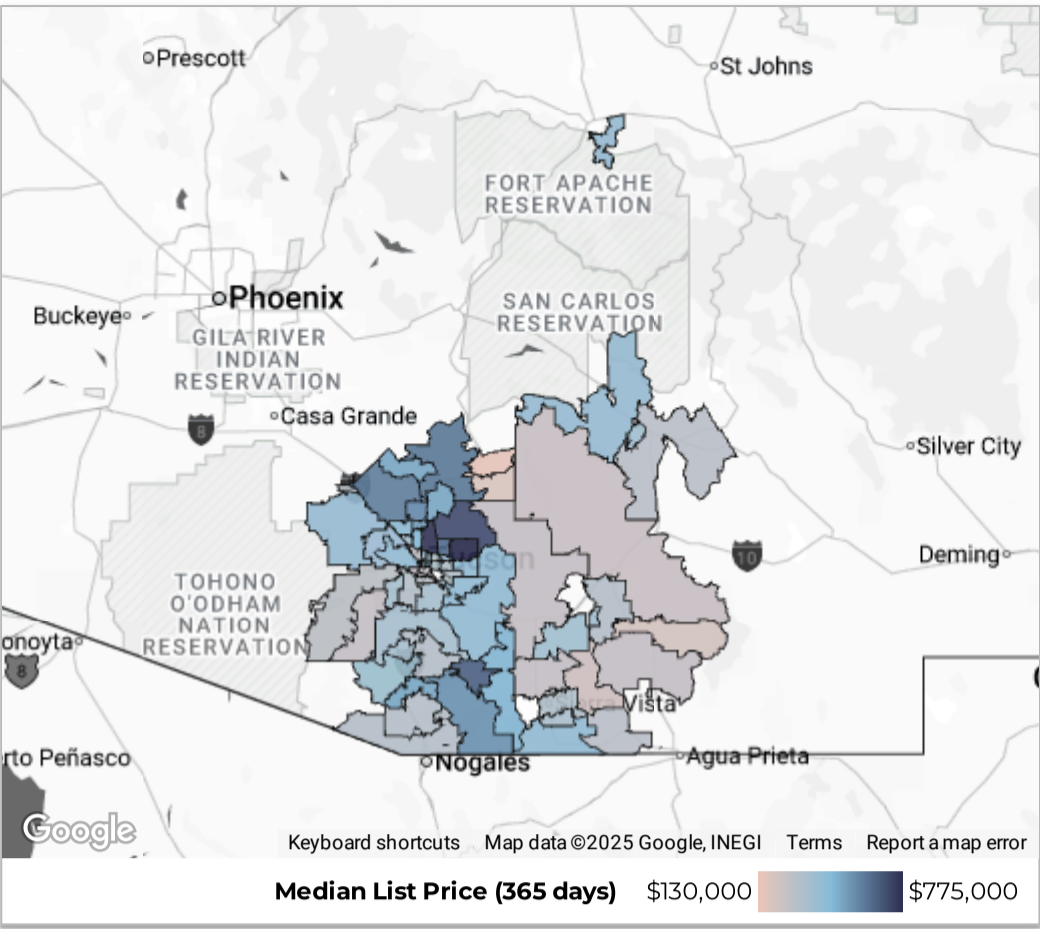 Prescott
St Johns
FORT APACHE
RESERVATION
Phoenix
SAN CARLOS
RESERVATION
Buckeye
GILA RIVER
INDIAN
RESERVATION
8
Casa Grande
Silver City
10
Deming
TOHONO
O'ODHAM
NATION
RESERVATION
onoyta
8
Vista
rto Peñasco
Nogales
Agua Prieta
Google
Keyboard shortcuts Map data ©2025 Google, INEGI Terms Report a map error
Median List Price (365 days) $130,000 $775,000